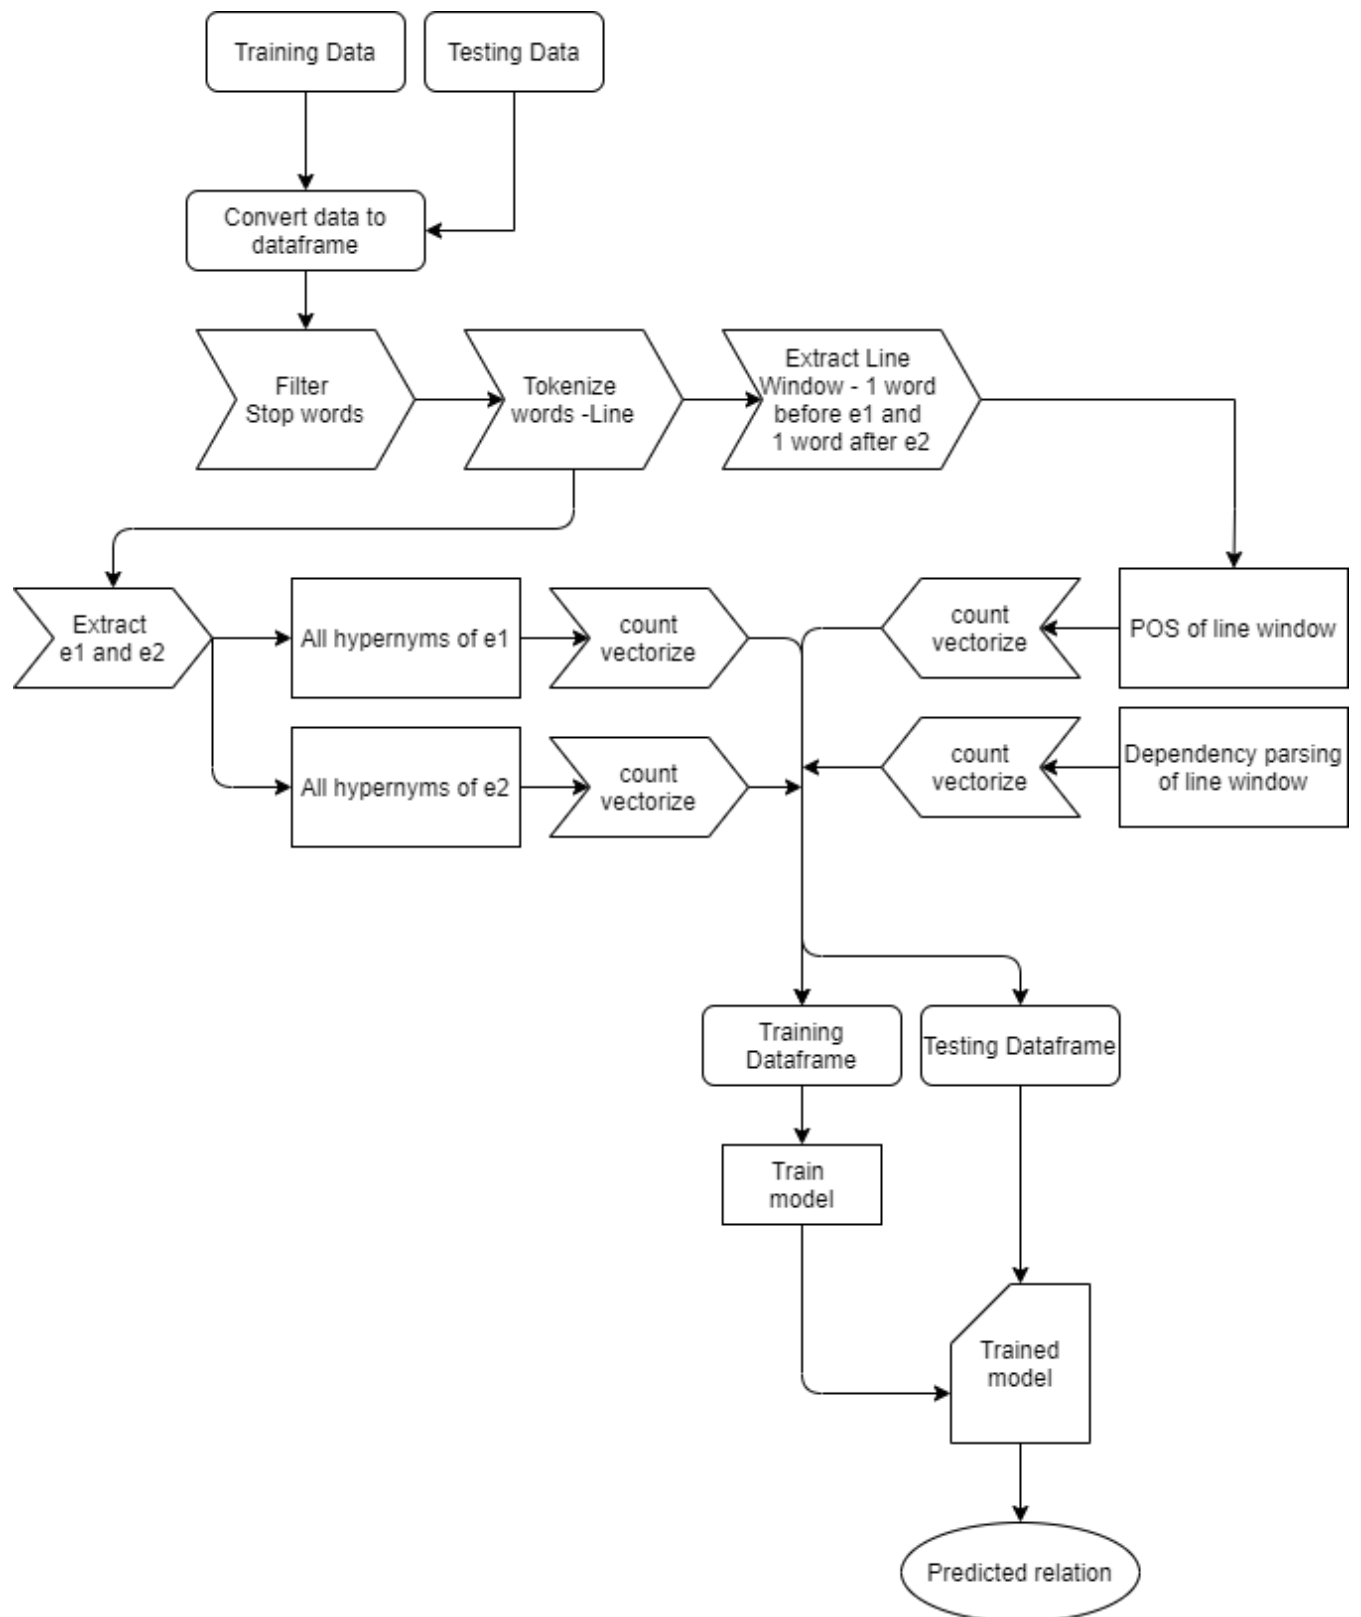 Training Data
Testing Data
Convert data to
dataframe
Filter
Stop words
Tokenize
words -Line
Extract Line
Window - 1 word
before e1 and
1 word after e2
Extract
e1 and e2
All hypernyms of e1
count
vectorize
count
vectorize
POS of line window
All hypernyms of e2
count
vectorize
count
vectorize
Dependency parsing
of line window
Training
Dataframe
Testing Dataframe
Train
model
Trained
model
Predicted relation